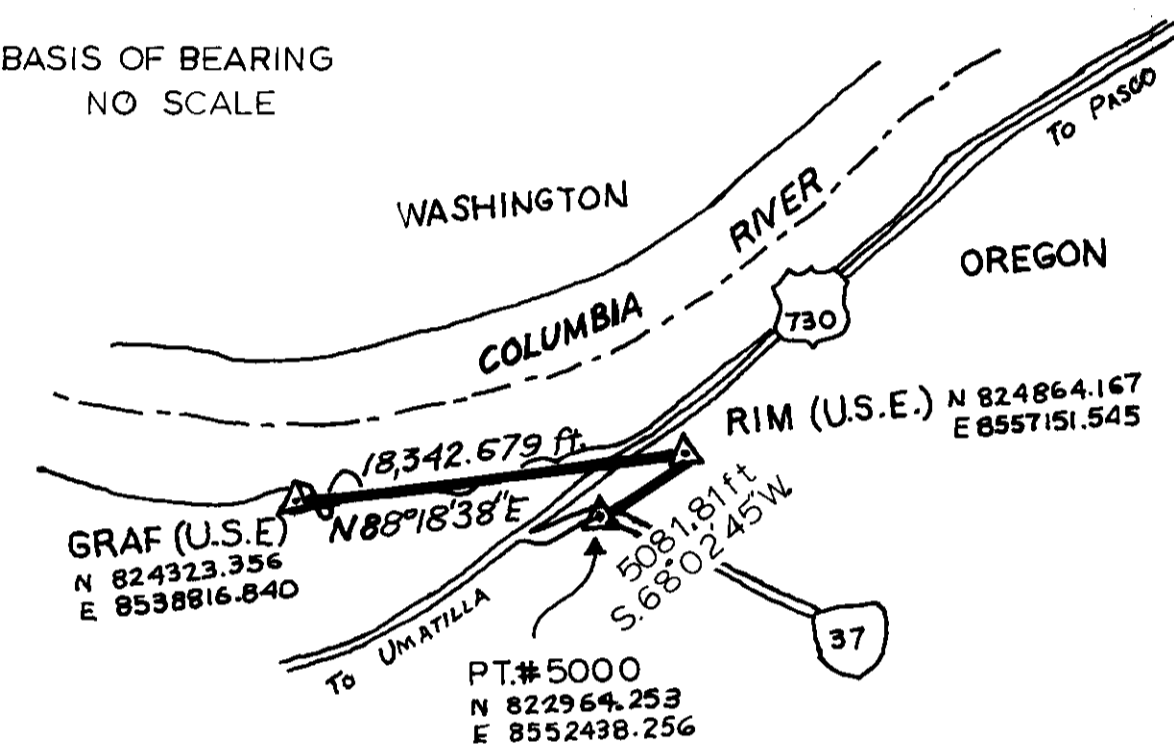 BASIS OF BEARING
NO SCALE
WASHINGTON
COLUMBIA RIVER
OREGON
TO PASCO
730
RIM (U.S.E.) N 824864.167
E 8557151.545
18,342.679 ft.
N88°18'38"E
GRAF (U.S.E)
N 824323.356
E 8538816.840
5081.81ft
S.68°02'45"W.
TO UMATILLA
37
PT.#5000
N 822964.253
E 8552438.256